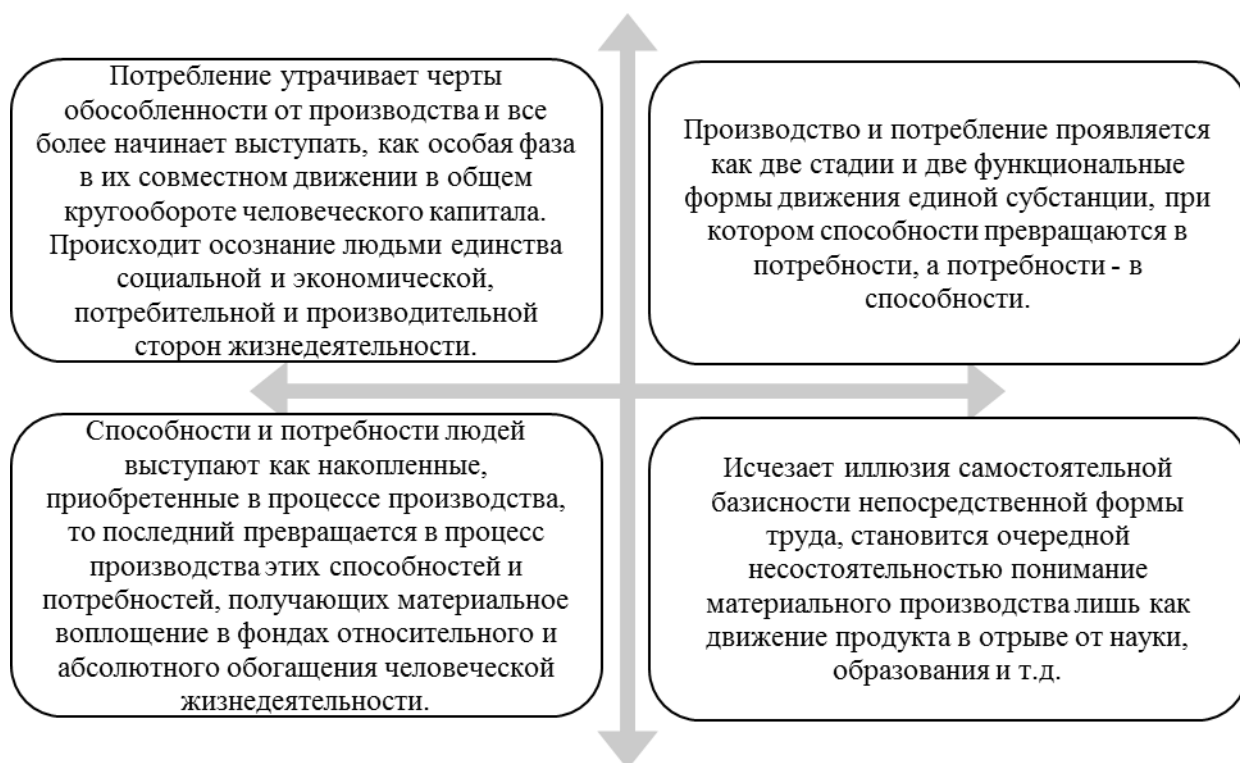 Потребление утрачивает черты
обособленности от производства и все
более начинает выступать, как особая фаза
в их совместном движении в общем
кругообороте человеческого капитала.
Происходит осознание людьми единства
социальной и экономической,
потребительной и производительной
сторон жизнедеятельности.
Производство и потребление проявляется
как две стадии и две функциональные
формы движения единой субстанции, при
котором способности превращаются в
потребности, а потребности - в
способности.
Способности и потребности людей
выступают как накопленные,
приобретенные в процессе производства,
то последний превращается в процесс
производства этих способностей и
потребностей, получающих материальное
воплощение в фондах относительного и
абсолютного обогащения человеческой
жизнедеятельности.
Исчезает иллюзия самостоятельной
базисности непосредственной формы
труда, становится очередной
несостоятельностью понимание
материального производства лишь как
движение продукта в отрыве от науки,
образования и т.д.